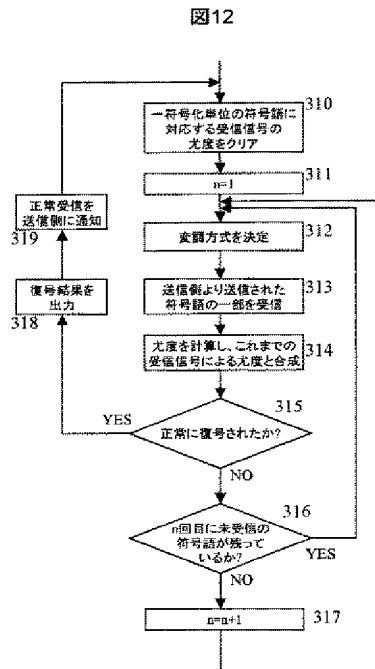 図12
310
一符号化単位の符号語に
対応する受信信号の
尤度をクリア
311
n=1
正常受信を
送信側に通知
319
312
変調方式を決定
313
送信側より送信された
符号語の一部を受信
復号結果を
出力
318
314
尤度を計算し、これまでの
受信信号による尤度と合成
315
YES
正常に復号されたか?
NO
316
n回目に未受信の
符号語が残って
いるか?
YES
NO
317
n=n+1